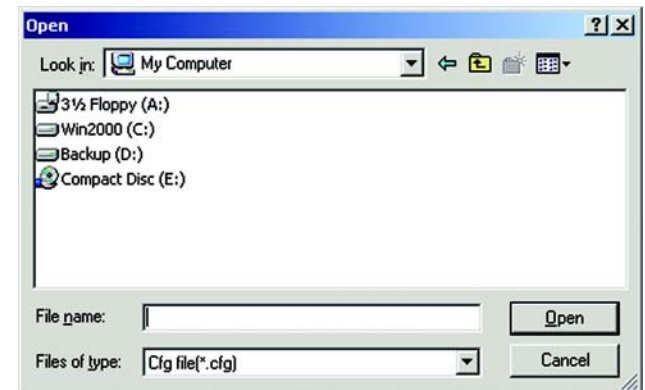 Open
Look in: My Computer
3½ Floppy (A:)
Win2000 (C:)
Backup (D:)
Compact Disc (E:)
File name: Open
Files of type: Cfg file(*.cfg) Cancel